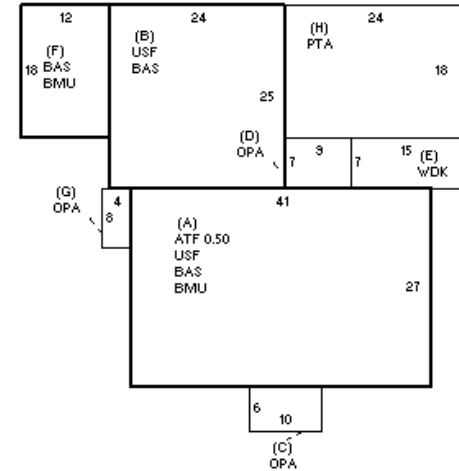 12
24
24
(F)
BAS
BMU
18
(B)
USF
BAS
(H)
PTA
18
25
(D)
OPA
7
9
7
15
(E)
WDK
(G)
OPA
4
8
41
(A)
ATF 0.50
USF
BAS
BMU
27
6
10
(C)
OPA